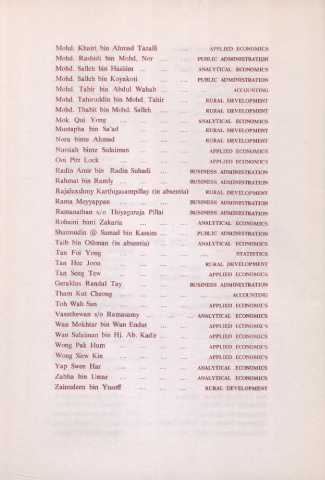 Mohd. Khairi bin Ahmad Tazalli ... APPLIED ECONOMICS
Mohd. Rashidi bin Mohd. Nor ... ... PUBLIC ADMINISTRATION
Mohd. Salleh bin Hashim ... ... ... ANALYTICAL ECONOMICS
Mohd. Salleh bin Koyakoti ... ... PUBLIC ADMINISTRATION
Mohd. Tahir bin Abdul Wahab ... ... ... ACCOUNTING
Mohd. Tahiruddin bin Mohd. Tahir ... RURAL DEVELOPMENT
Mohd. Thabit bin Mohd. Salleh ... ... RURAL DEVELOPMENT
Mok Qui Yong ... ... ... ... ANALYTICAL ECONOMICS
Mustapha bin Sa'ad ... ... ... RURAL DEVELOPMENT
Nora binte Ahmad ... ... ... RURAL DEVELOPMENT
Nursiah binte Sulaiman ... ... ... APPLIED ECONOMICS
Ooi Pitt Lock ... ... ... ... APPLIED ECONOMICS
Radin Amir bin Radin Suhadi ... BUSINESS ADMINISTRATION
Rahmat bin Ramly ... ... ... ... BUSINESS ADMINISTRATION
Rajaluxshmy Karthigasampillay (in absentia) RURAL DEVELOPMENT
Rama Meyyappan ... ... ... BUSINESS ADMINISTRATION
Ramanathan s/o Thiyagaraja Pillai BUSINESS ADMINISTRATION
Rohaini binti Zakaria ... ... ... ANALYTICAL ECONOMICS
Shamsudin @ Samad bin Kassim ... ... PUBLIC ADMINISTRATION
Taib bin Othman (in absentia) ... ... ANALYTICAL ECONOMICS
Tan Foi Yong ... ... ... ... ... STATISTICS
Tan Hee Joon ... ... ... ... RURAL DEVELOPMENT
Tan Seng Tew ... ... ... ... APPLIED ECONOMICS
Geraldus Randal Tay ... ... BUSINESS ADMINISTRATION
Tham Kut Cheong ... ... ... ... ACCOUNTING
Toh Wah San ... ... ... ... APPLIED ECONOMICS
Vasuthewan s/o Ramasamy ... ... ... ANALYTICAL ECONOMICS
Wan Mokhtar bin Wan Endut ... ... APPLIED ECONOMICS
Wan Sulaiman bin Hj. Ab. Kadir ... ... APPLIED ECONOMICS
Wong Pak Hum ... ... ... ... APPLIED ECONOMICS
Wong Siew Kin ... ... ... ... APPLIED ECONOMICS
Yap Swee Har ... ... ... ... ANALYTICAL ECONOMICS
Zabha bin Umar ... ... ... ... ANALYTICAL ECONOMICS
Zainudeen bin Yusoff ... ... ... RURAL DEVELOPMENT